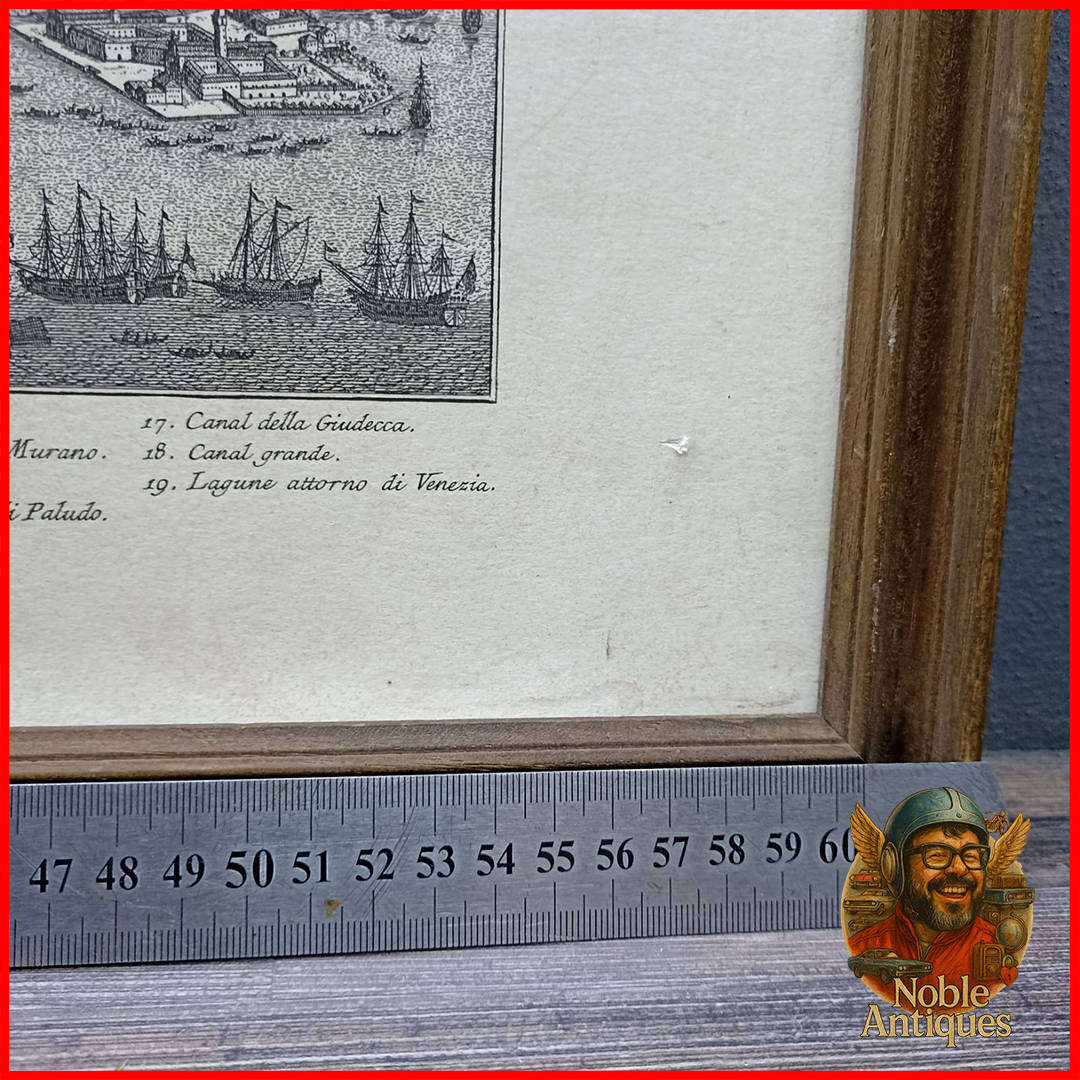 17. Canal della Giudecca.
Murano. 18. Canal grande.
19. Lagune attorno di Venezia.
di Paludo.
47 48 49 50 51 52 53 54 55 56 57 58 59 60
Noble
Antiques